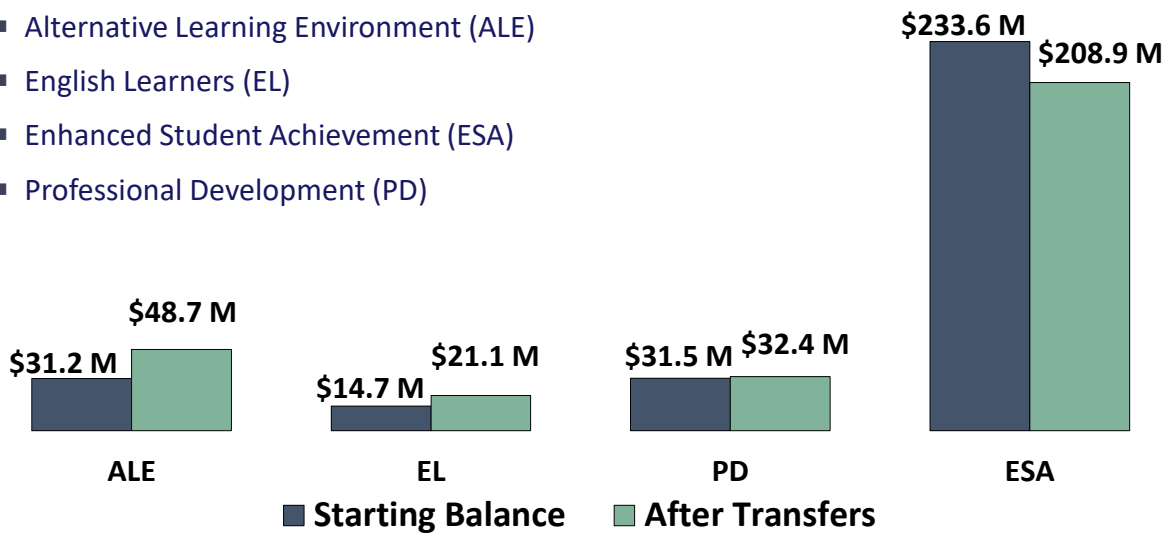 ▪ Alternative Learning Environment (ALE)
▪ English Learners (EL)
▪ Enhanced Student Achievement (ESA)
▪ Professional Development (PD)
$233.6 M
$208.9 M
$31.2 M
$48.7 M
$14.7 M
$21.1 M
$31.5 M
$32.4 M
ALE
EL
PD
ESA
Starting Balance
After Transfers